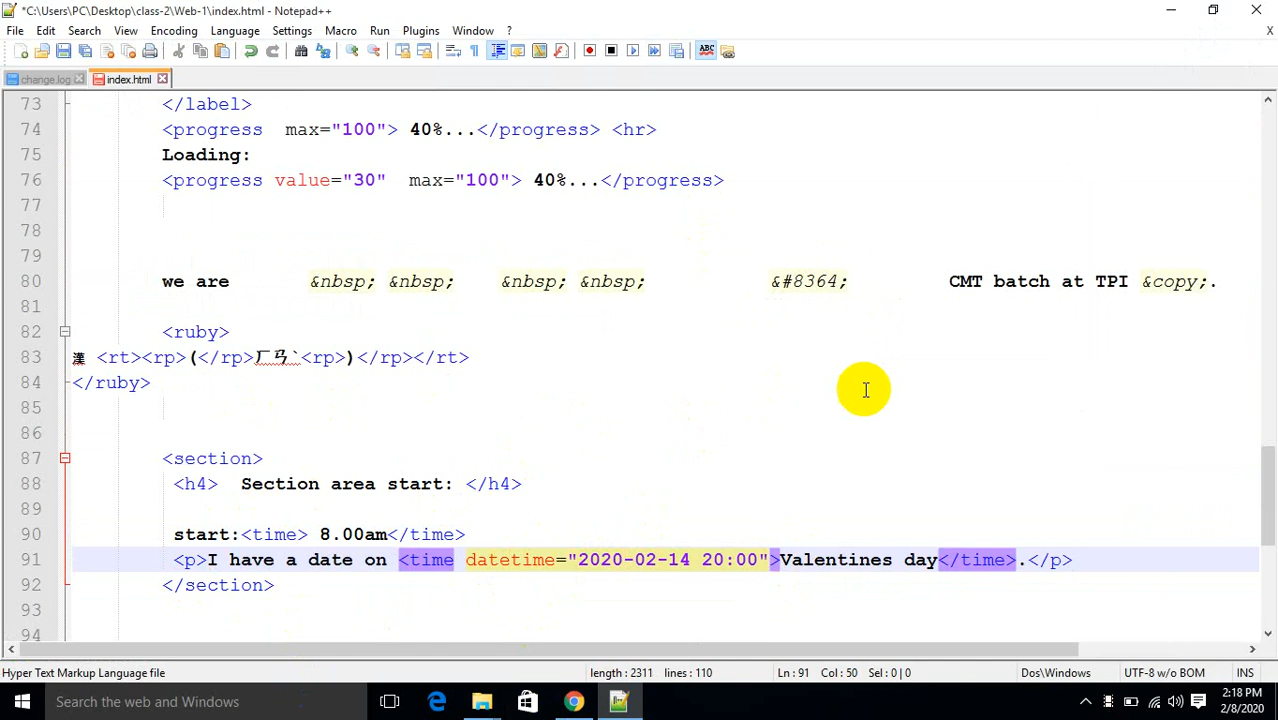 *C:\Users\PC\Desktop\class-2\Web-1\index.html - Notepad++
File Edit Search View Encoding Language Settings Macro Run Plugins Window ? X
ABC
change.log index.html
73 </label>
74 <progress  max="100"> 40%...</progress> <hr>
75 Loading:
76 <progress value="30"  max="100"> 40%...</progress>
77
78
79
80 we are &nbsp; &nbsp; &nbsp; &nbsp; &#8364; CMT batch at TPI &copy;.
81
82 <ruby>
83 漢 <rt><rp>(</rp>ㄏㄢˋ<rp>)</rp></rt>
84 </ruby>
85
86
87 <section>
88 <h4>  Section area start: </h4>
89
90 start:<time> 8.00am</time>
91 <p>I have a date on <time datetime="2020-02-14 20:00">Valentines day</time>.</p>
92 </section>
93
94
Hyper Text Markup Language file length : 2311 lines : 110 Ln : 91 Col : 50 Sel : 0 | 0 Dos\Windows UTF-8 w/o BOM INS
Search the web and Windows
2:18 PM
2/8/2020